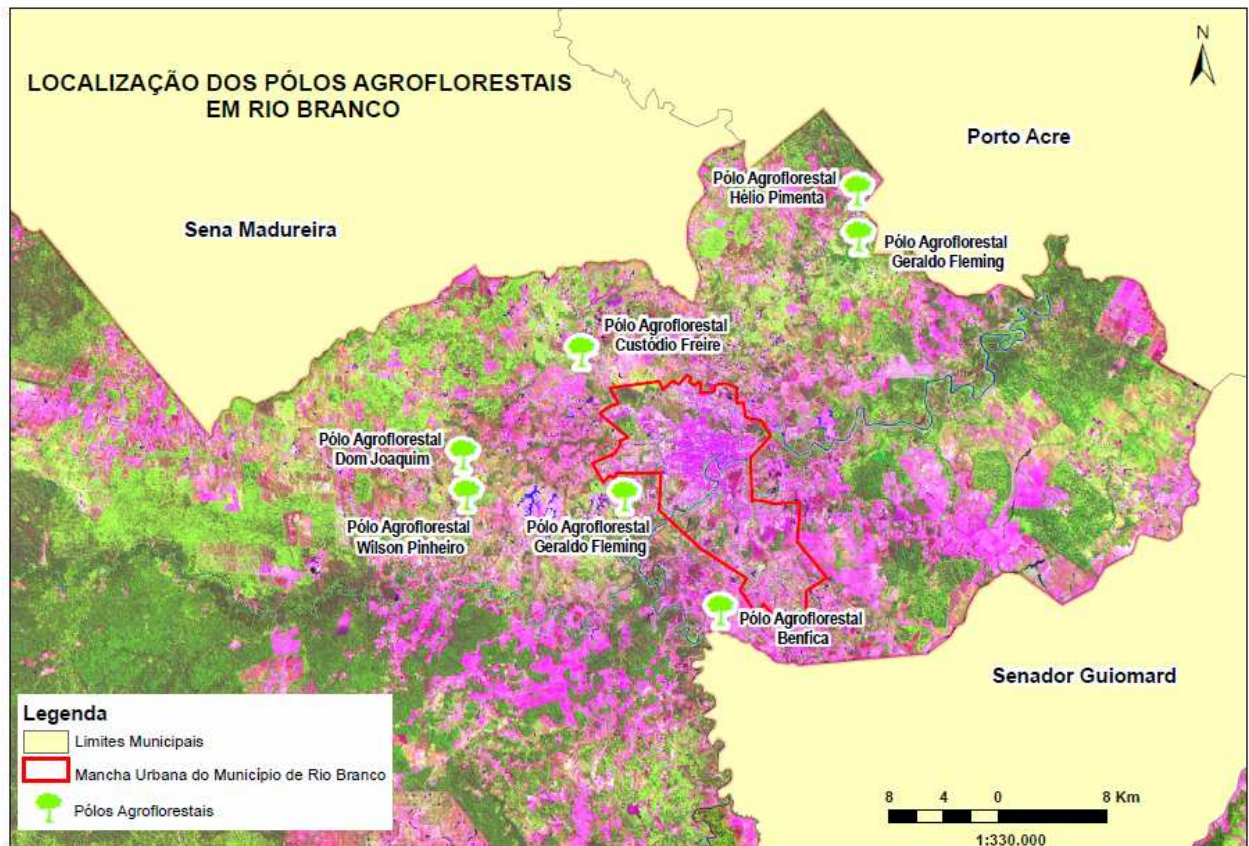 LOCALIZAÇÃO DOS PÓLOS AGROFLORESTAIS
EM RIO BRANCO
N
Porto Acre
Sena Madureira
Pólo Agroflorestal
Hélio Pimenta
Pólo Agroflorestal
Geraldo Fleming
Pólo Agroflorestal
Custódio Freire
Pólo Agroflorestal
Dom Joaquim
Pólo Agroflorestal
Wilson Pinheiro
Pólo Agroflorestal
Geraldo Fleming
Pólo Agroflorestal
Benfica
Senador Guiomard
Legenda
Limites Municipais
Mancha Urbana do Município de Rio Branco
Pólos Agroflorestais
8 4 0 8 Km
1:330.000